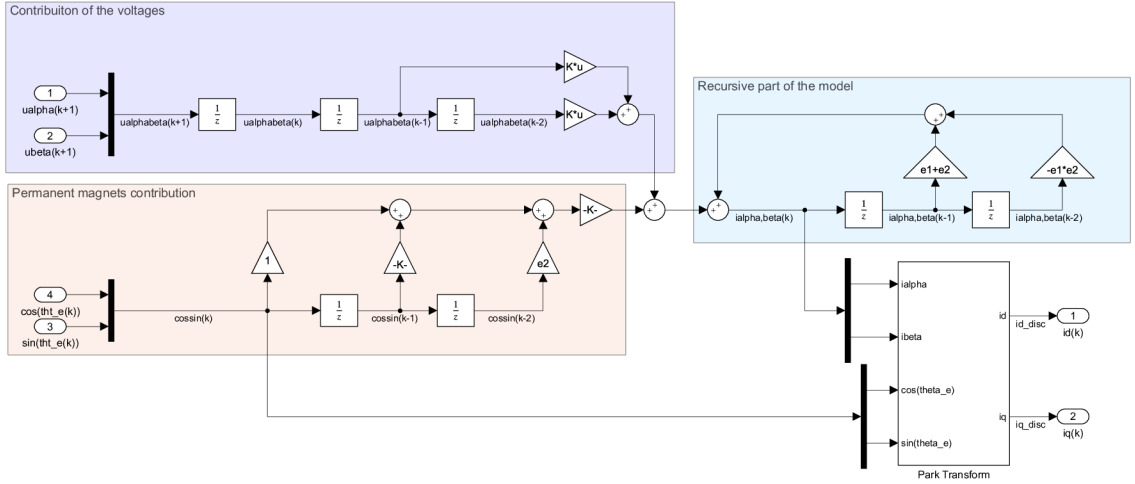 Contribuiton of the voltages
1
ualpha(k+1)
2
ubeta(k+1)
ualphabeta(k+1)
1
z
ualphabeta(k)
1
z
ualphabeta(k-1)
1
z
ualphabeta(k-2)
K*u
K*u
+
+
Permanent magnets contribution
4
cos(tht_e(k))
3
sin(tht_e(k))
cossin(k)
1
1
z
cossin(k-1)
-K-
1
z
cossin(k-2)
e2
+
+
+
+
-K-
+
+
Recursive part of the model
+
+
ialpha,beta(k)
1
z
ialpha,beta(k-1)
e1+e2
1
z
ialpha,beta(k-2)
-e1*e2
+
+
ialpha
ibeta
cos(theta_e)
sin(theta_e)
id
iq
Park Transform
id_disc
1
id(k)
iq_disc
2
iq(k)